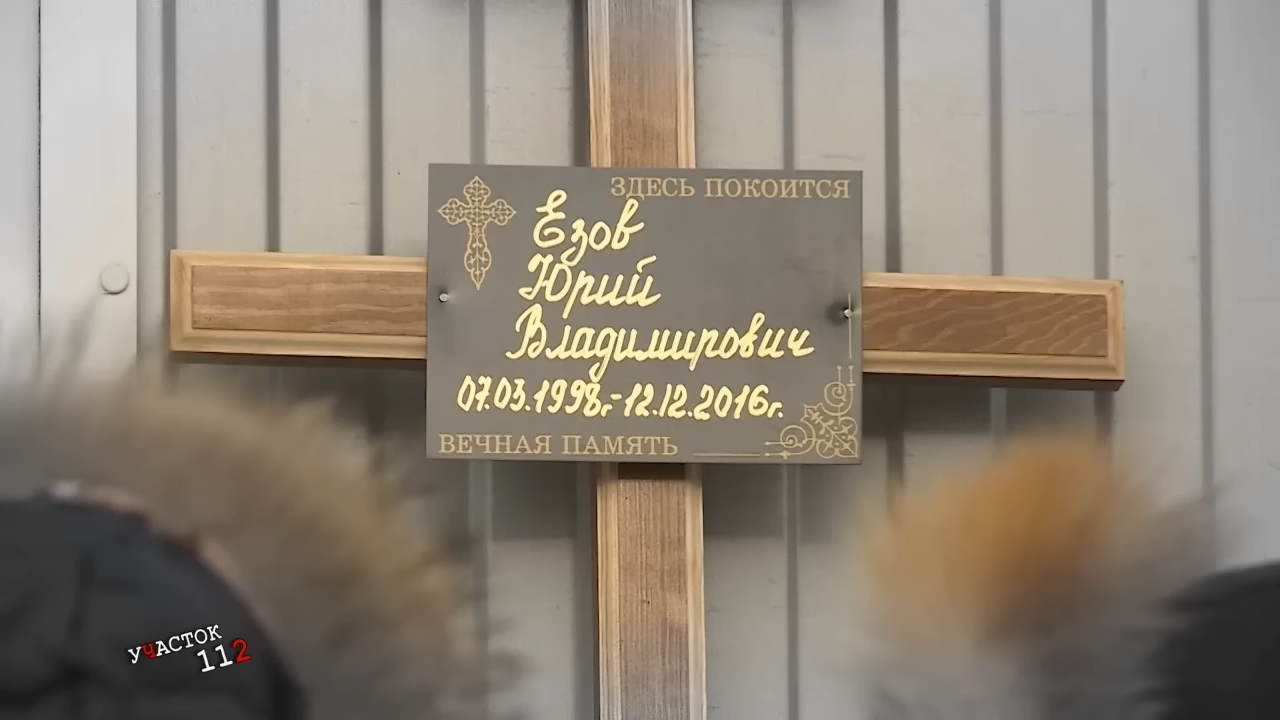 ЗДЕСЬ ПОКОИТСЯ
Езов
Юрий
Владимирович
07.03.1998г.-12.12.2016г.
ВЕЧНАЯ ПАМЯТЬ
УЧАСТОК
112